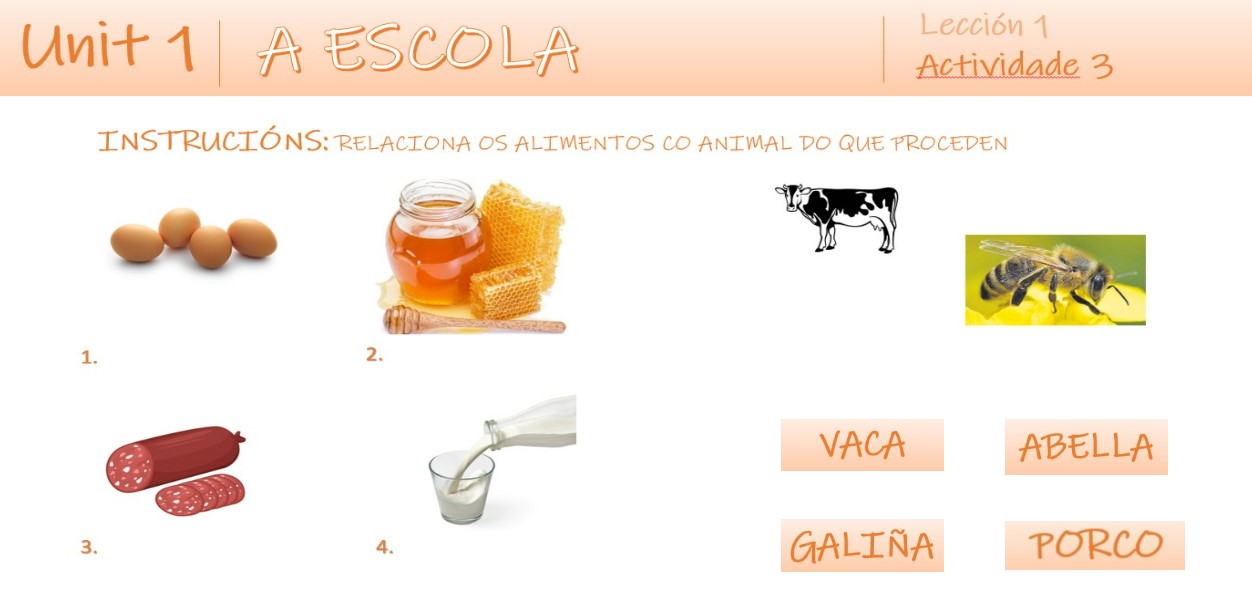 Unit 1
A ESCOLA
Lección 1
Actividade 3
INSTRUCIÓNS: RELACIONA OS ALIMENTOS CO ANIMAL DO QUE PROCEDEN
1.
2.
3.
4.
VACA
ABELLA
GALIÑA
PORCO